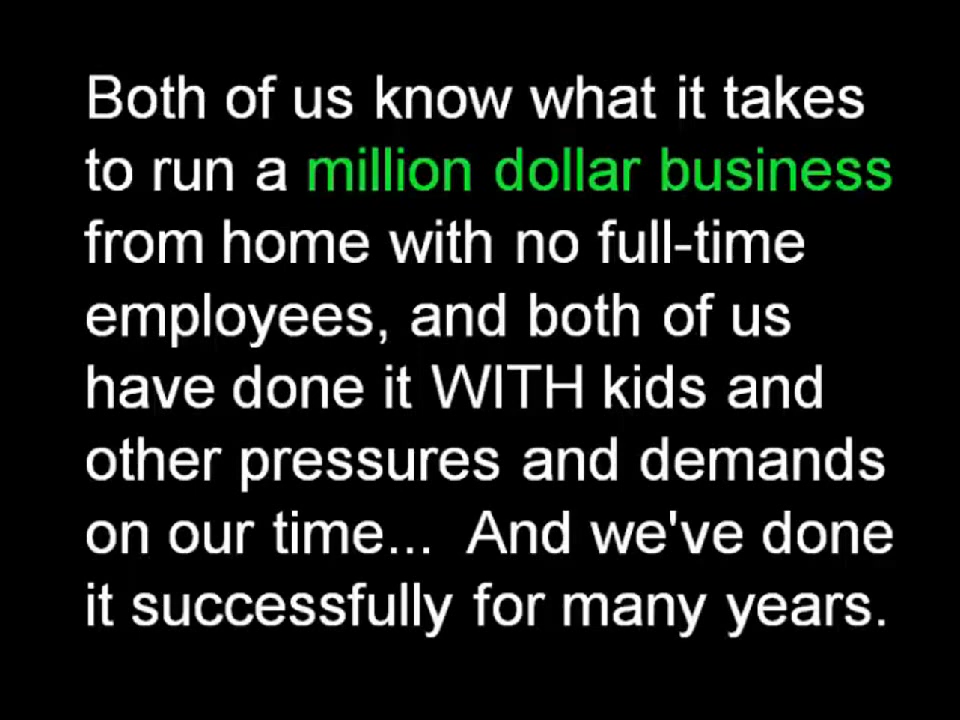 Both of us know what it takes
to run a million dollar business
from home with no full-time
employees, and both of us
have done it WITH kids and
other pressures and demands
on our time...  And we've done
it successfully for many years.